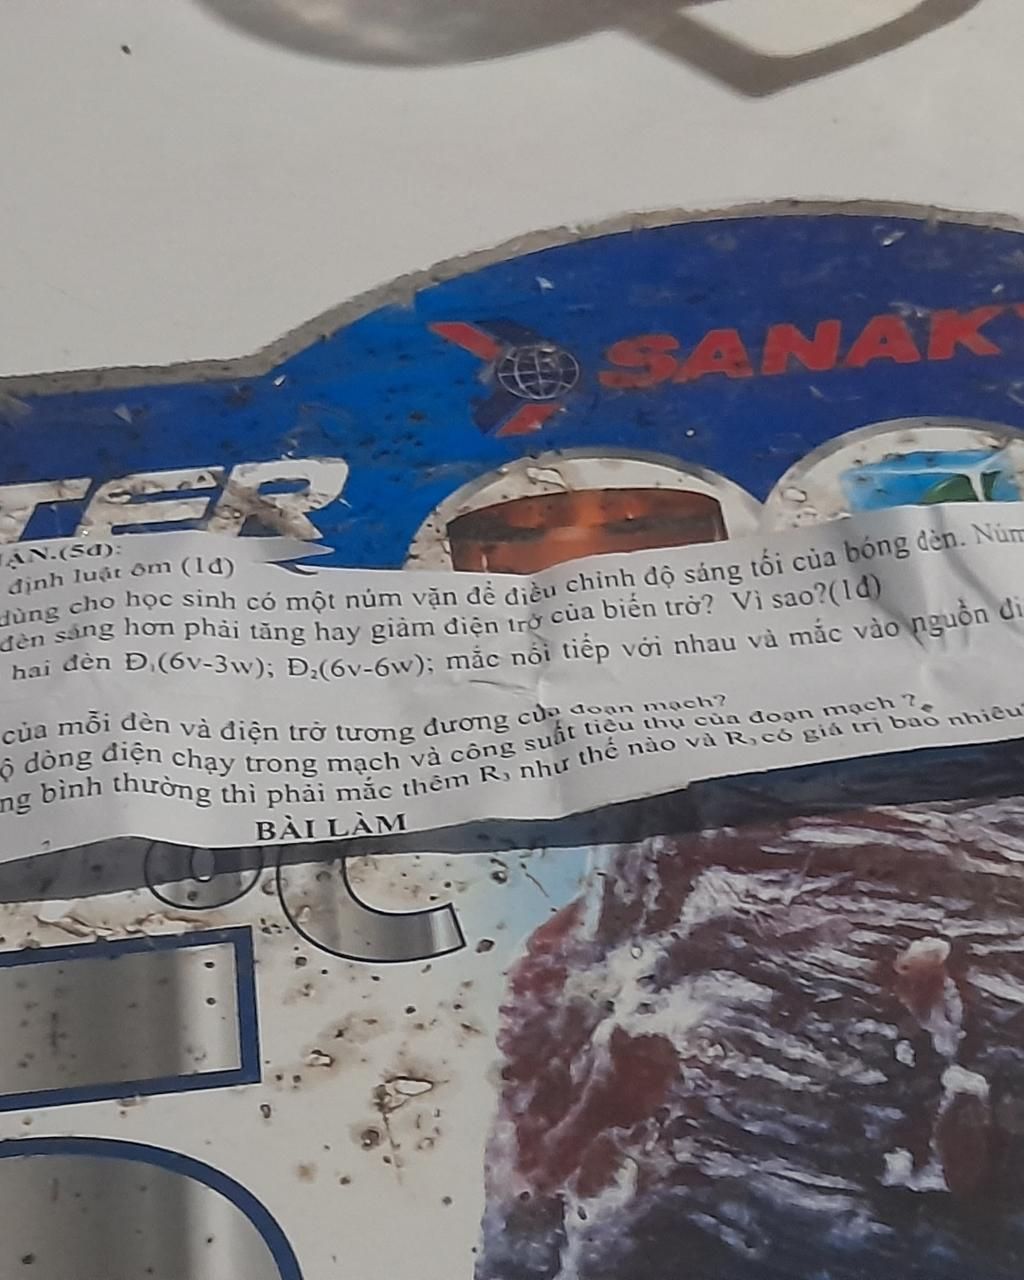 SANAK
TER
ẬN.(5đ):
định luật ôm (1đ)
dùng cho học sinh có một núm vặn để điều chỉnh độ sáng tối của bóng đèn. Núm
đèn sáng hơn phải tăng hay giảm điện trở của biến trở? Vì sao?(1đ)
hai đèn Đ₁(6v-3w); Đ₂(6v-6w); mắc nối tiếp với nhau và mắc vào nguồn đi
của mỗi đèn và điện trở tương đương của đoạn mạch?
ộ dòng điện chạy trong mạch và công suất tiêu thụ của đoạn mạch ?
ng bình thường thì phải mắc thêm R₃ như thế nào và R₃ có giá trị bao nhiêu
BÀI LÀM